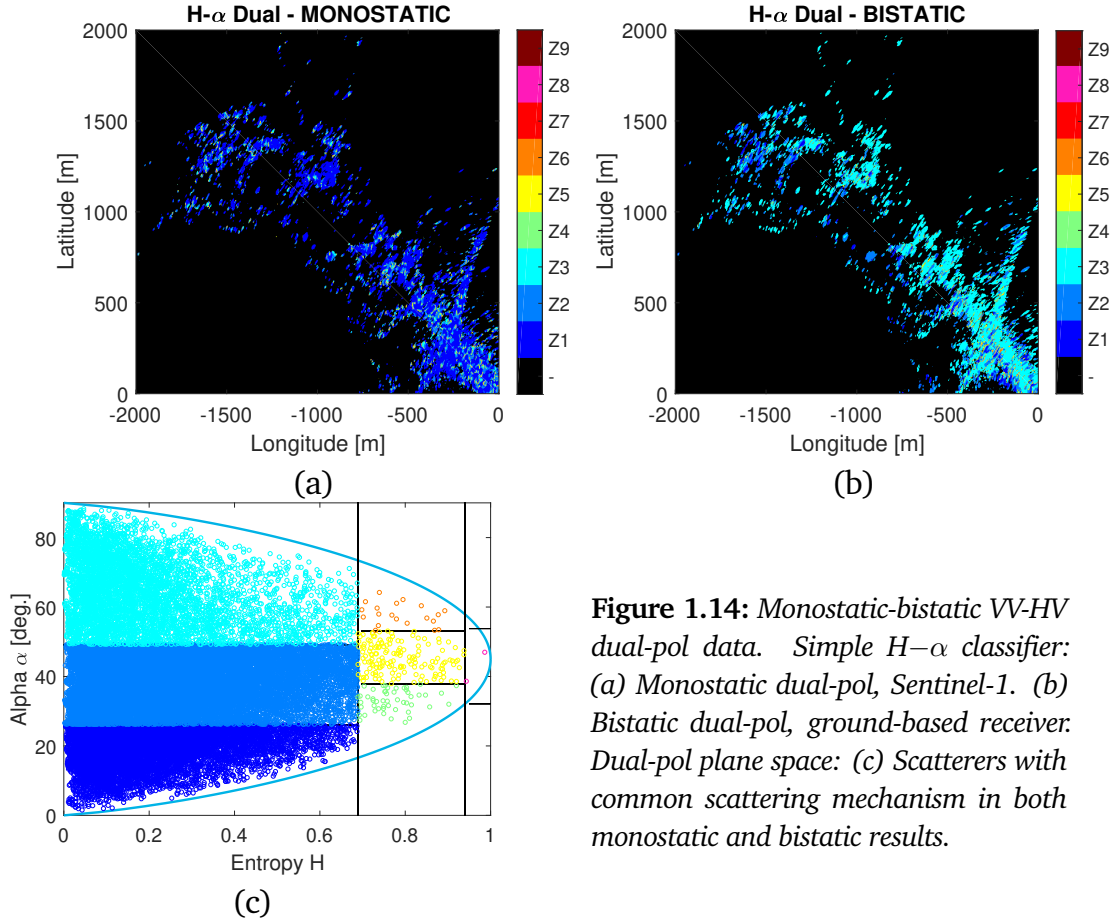 H-α Dual - MONOSTATIC
2000
1500
1000
500
0
Latitude [m]
-2000 -1500 -1000 -500 0
Longitude [m]
Z9
Z8
Z7
Z6
Z5
Z4
Z3
Z2
Z1
-
(a)
H-α Dual - BISTATIC
2000
1500
1000
500
0
Latitude [m]
-2000 -1500 -1000 -500 0
Longitude [m]
Z9
Z8
Z7
Z6
Z5
Z4
Z3
Z2
Z1
-
(b)
80
60
40
20
0
Alpha α [deg.]
0 0.2 0.4 0.6 0.8 1
Entropy H
(c)
Figure 1.14: Monostatic-bistatic VV-HV
dual-pol data. Simple H−α classifier:
(a) Monostatic dual-pol, Sentinel-1. (b)
Bistatic dual-pol, ground-based receiver.
Dual-pol plane space: (c) Scatterers with
common scattering mechanism in both
monostatic and bistatic results.